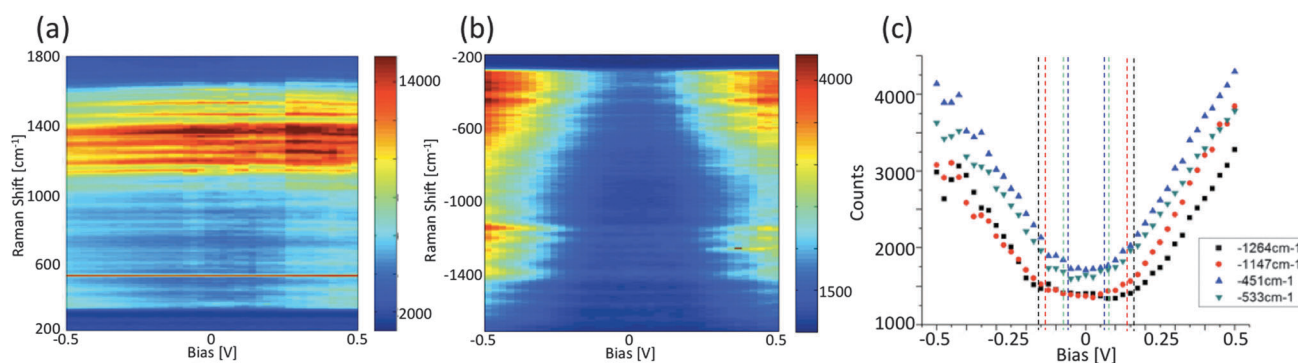 (a)
1800
1400
1000
600
200
Raman Shift [cm-1]
-0.5
0
0.5
Bias [V]
14000
2000
(b)
-200
-600
-1000
-1400
Raman Shift [cm-1]
-0.5
0
0.5
Bias [V]
4000
1500
(c)
4000
3000
2000
1000
Counts
-0.5
-0.25
0
0.25
0.5
Bias [V]
-1264cm-1
-1147cm-1
-451cm-1
-533cm-1